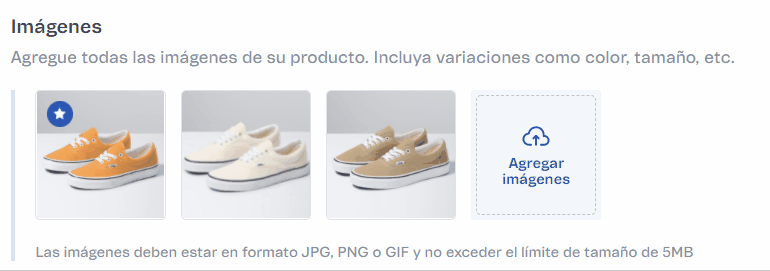 Imágenes
Agregue todas las imágenes de su producto. Incluya variaciones como color, tamaño, etc.
Agregar
imágenes
Las imágenes deben estar en formato JPG, PNG o GIF y no exceder el límite de tamaño de 5MB